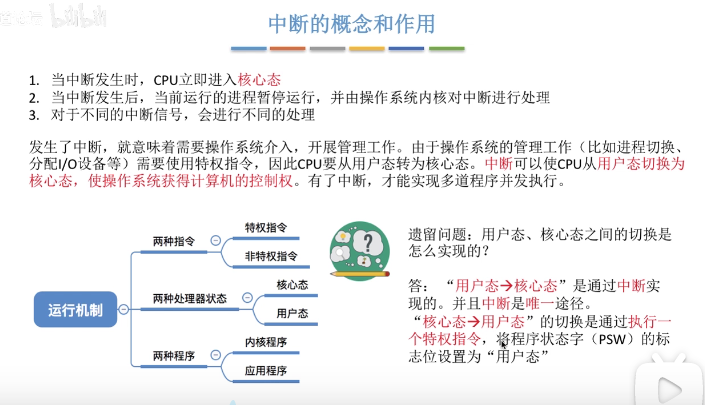 中断的概念和作用
1. 当中断发生时，CPU立即进入核心态
2. 当中断发生后，当前运行的进程暂停运行，并由操作系统内核对中断进行处理
3. 对于不同的中断信号，会进行不同的处理
发生了中断，就意味着需要操作系统介入，开展管理工作。由于操作系统的管理工作（比如进程切换、
分配I/O设备等）需要使用特权指令，因此CPU要从用户态转为核心态。中断可以使CPU从用户态切换为
核心态，使操作系统获得计算机的控制权。有了中断，才能实现多道程序并发执行。
运行机制
两种指令
特权指令
非特权指令
两种处理器状态
核心态
用户态
两种程序
内核程序
应用程序
遗留问题：用户态、核心态之间的切换是
怎么实现的？
答：“用户态→核心态”是通过中断实
现的。并且中断是唯一途径。
“核心态→用户态”的切换是通过执行一
个特权指令，将程序状态字（PSW）的标
志位设置为“用户态”